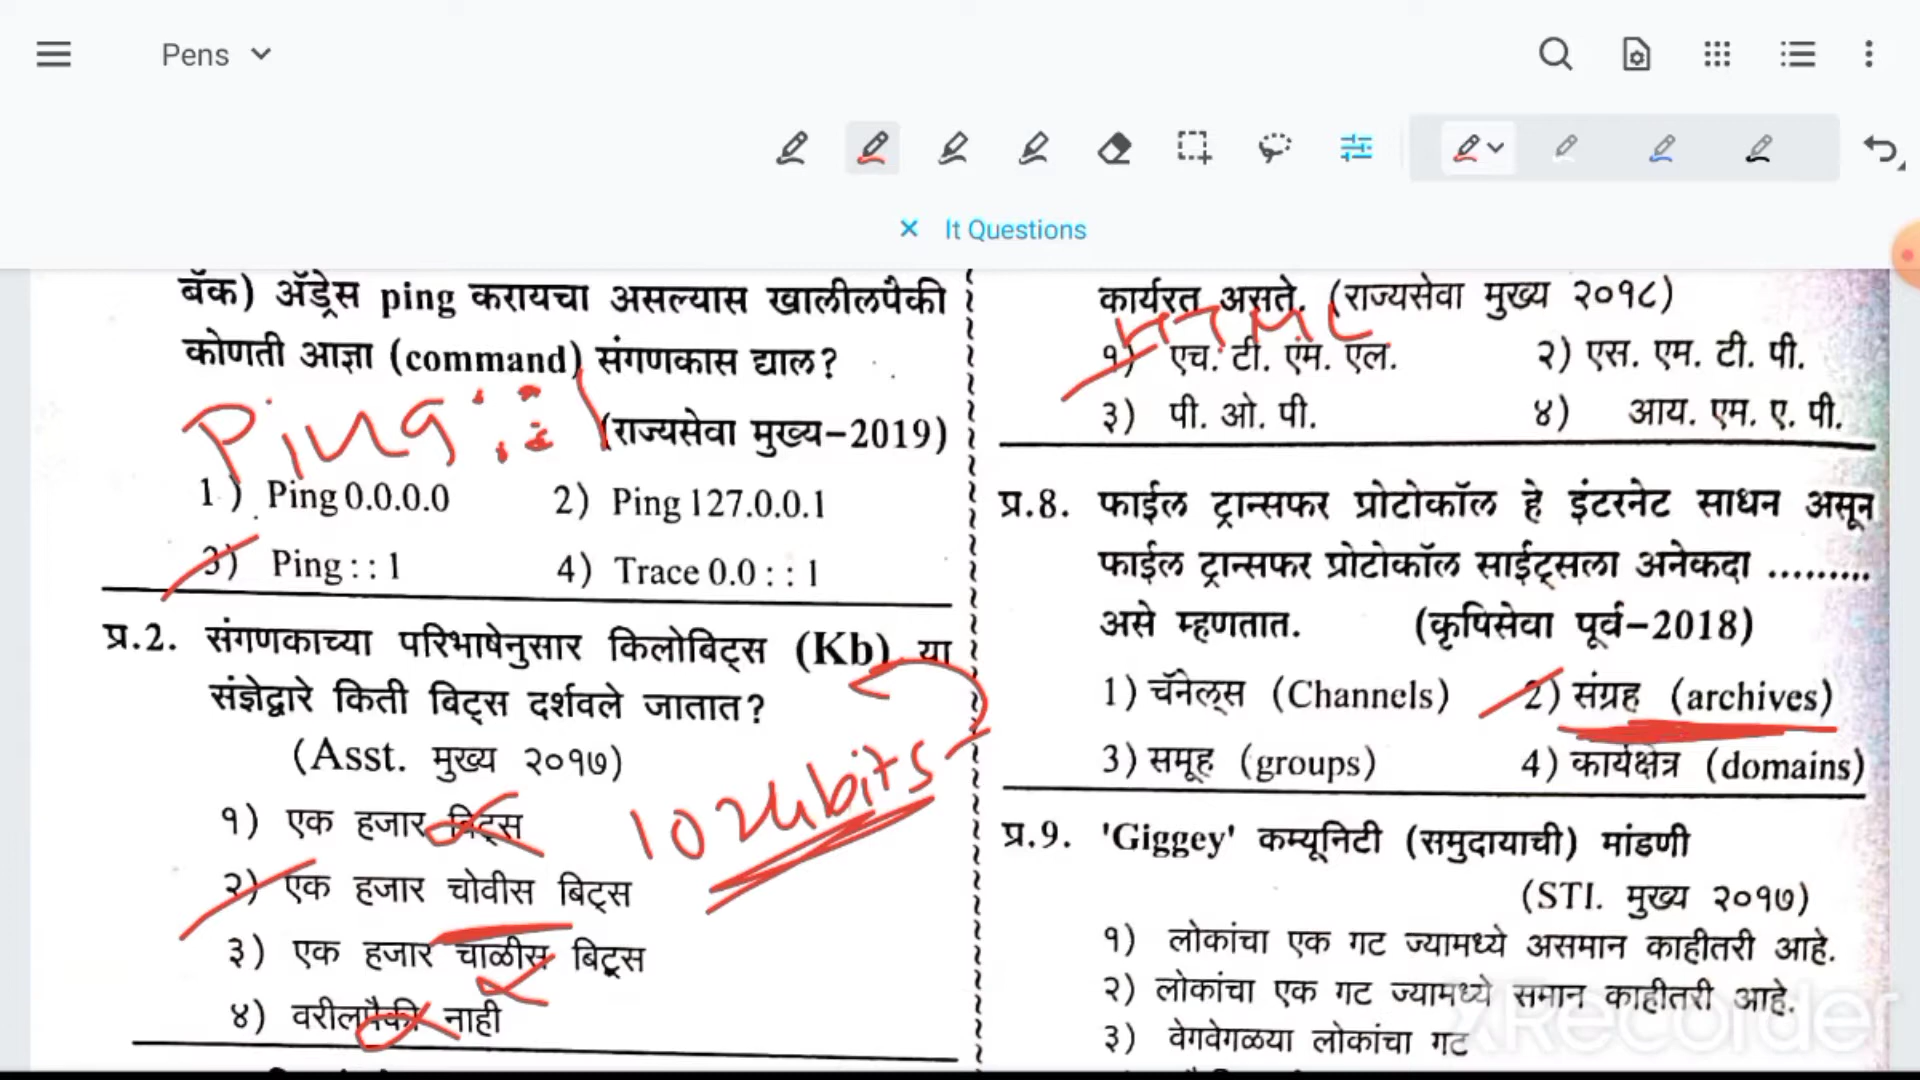 Pens
It Questions
बॅक) ॲड्रेस ping करायचा असल्यास खालीलपैकी
कोणती आज्ञा (command) संगणकास द्याल?
Ping ::1
(राज्यसेवा मुख्य-2019)
1) Ping 0.0.0.0 2) Ping 127.0.0.1
3) Ping : : 1 4) Trace 0.0 : : 1
प्र.2. संगणकाच्या परिभाषेनुसार किलोबिट्स (Kb) या
संज्ञेद्वारे किती बिट्स दर्शवले जातात?
(Asst. मुख्य २०१७)
१) एक हजार बिट्स
1024 bits
२) एक हजार चोवीस बिट्स
३) एक हजार चाळीस बिट्स
४) वरीलपैकी नाही
कार्यरत असते. (राज्यसेवा मुख्य २०१८)
HTML
१) एच. टी. एम. एल. २) एस. एम. टी. पी.
३) पी. ओ. पी. ४) आय. एम. ए. पी.
प्र.8. फाईल ट्रान्सफर प्रोटोकॉल हे इंटरनेट साधन असून
फाईल ट्रान्सफर प्रोटोकॉल साईट्सला अनेकदा .........
असे म्हणतात. (कृषिसेवा पूर्व-2018)
1) चॅनेल्स (Channels) 2) संग्रह (archives)
3) समूह (groups) 4) कार्यक्षेत्र (domains)
प्र.9. 'Giggey' कम्यूनिटी (समुदायाची) मांडणी
(STI. मुख्य २०१७)
१) लोकांचा एक गट ज्यामध्ये असमान काहीतरी आहे.
२) लोकांचा एक गट ज्यामध्ये समान काहीतरी आहे.
३) वेगवेगळया लोकांचा गट
XRecorder